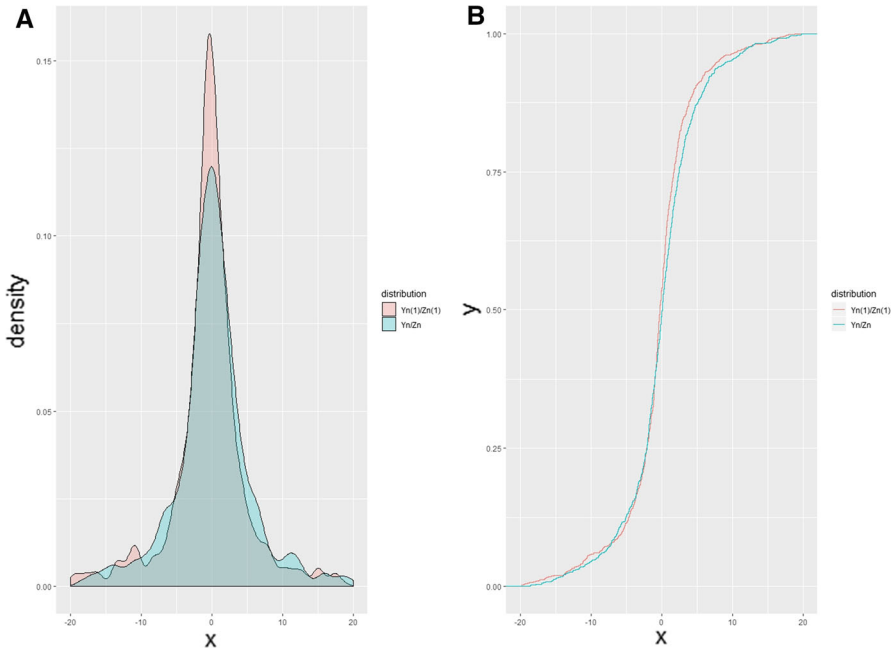 A
B
density
0.15
0.10
0.05
0.00
-20
-10
0
10
20
X
distribution
Yn(1)/Zn(1)
Yn/Zn
y
1.00
0.75
0.50
0.25
0.00
-20
-10
0
10
20
X
distribution
Yn(1)/Zn(1)
Yn/Zn